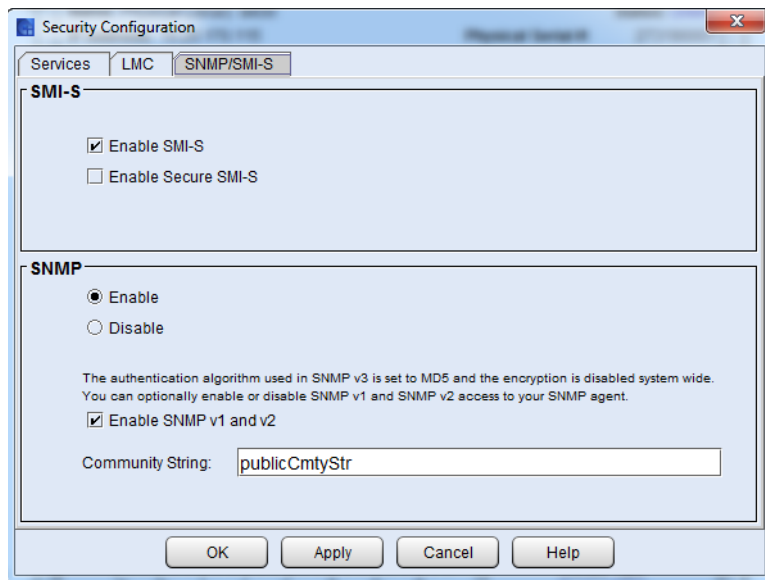 Security Configuration
Services LMC SNMP/SMI-S
SMI-S
Enable SMI-S
Enable Secure SMI-S
SNMP
Enable
Disable
The authentication algorithm used in SNMP v3 is set to MD5 and the encryption is disabled system wide.
You can optionally enable or disable SNMP v1 and SNMP v2 access to your SNMP agent.
Enable SNMP v1 and v2
Community String: publicCmtyStr
OK Apply Cancel Help